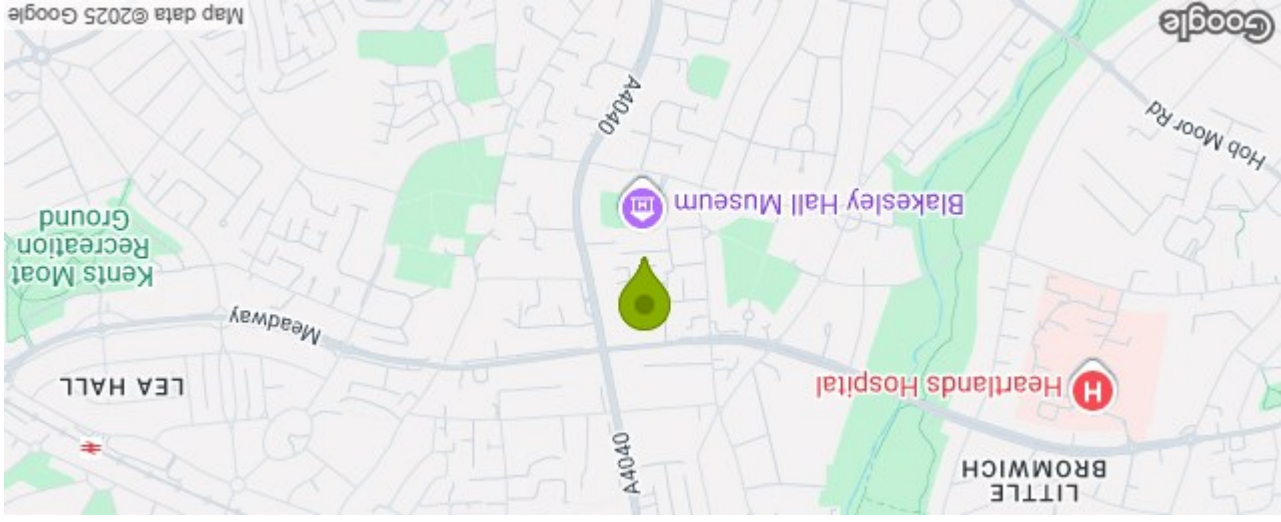 LITTLE
BROMWICH
A4040
Heartlands Hospital
LEA HALL
Meadway
Kents Moat
Recreation
Ground
Blakesley Hall Museum
Hob Moor Rd
A4040
Google
Map data ©2025 Google